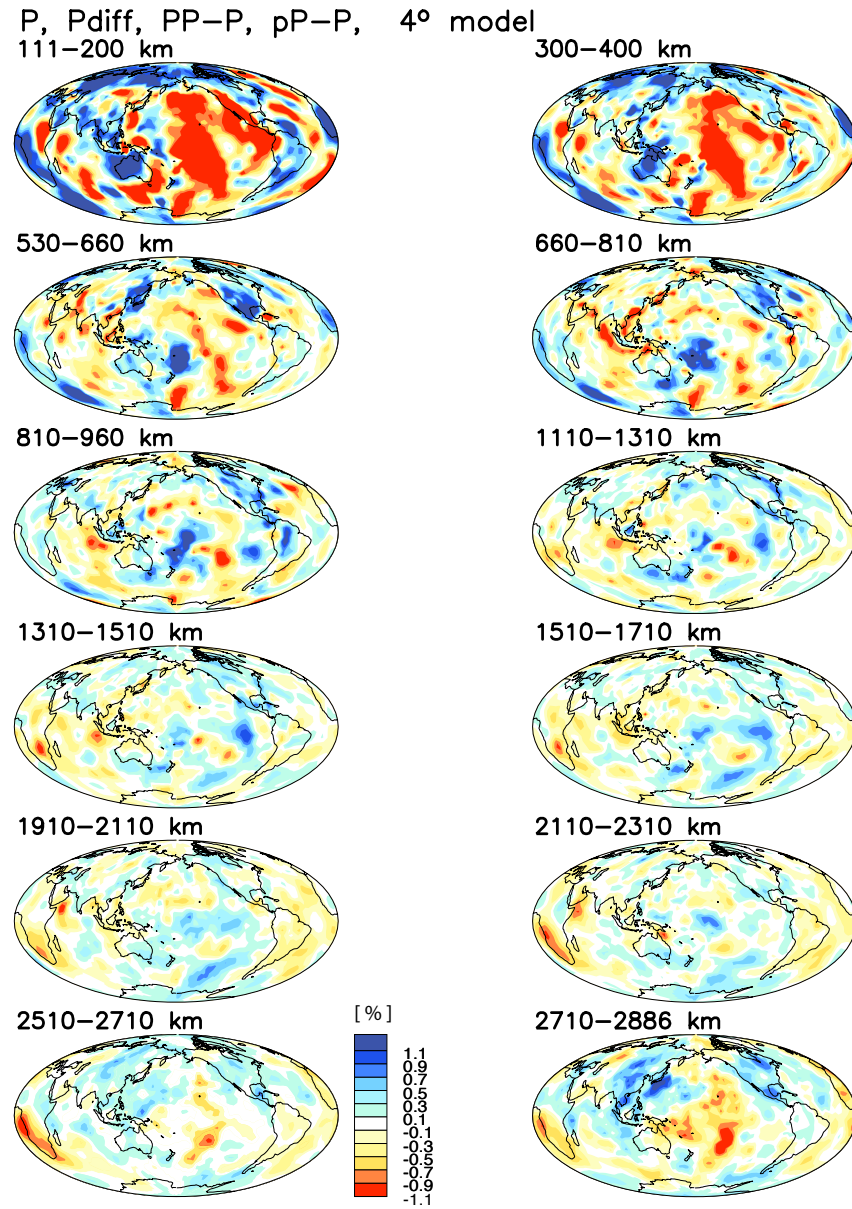 P, Pdiff, PP−P, pP−P, 4º model
111−200 km
300−400 km
530−660 km
660−810 km
810−960 km
1110−1310 km
1310−1510 km
1510−1710 km
1910−2110 km
2110−2310 km
2510−2710 km
[%]
2710−2886 km
1.1
0.9
0.7
0.5
0.3
0.1
-0.1
-0.3
-0.5
-0.7
-0.9
-1.1